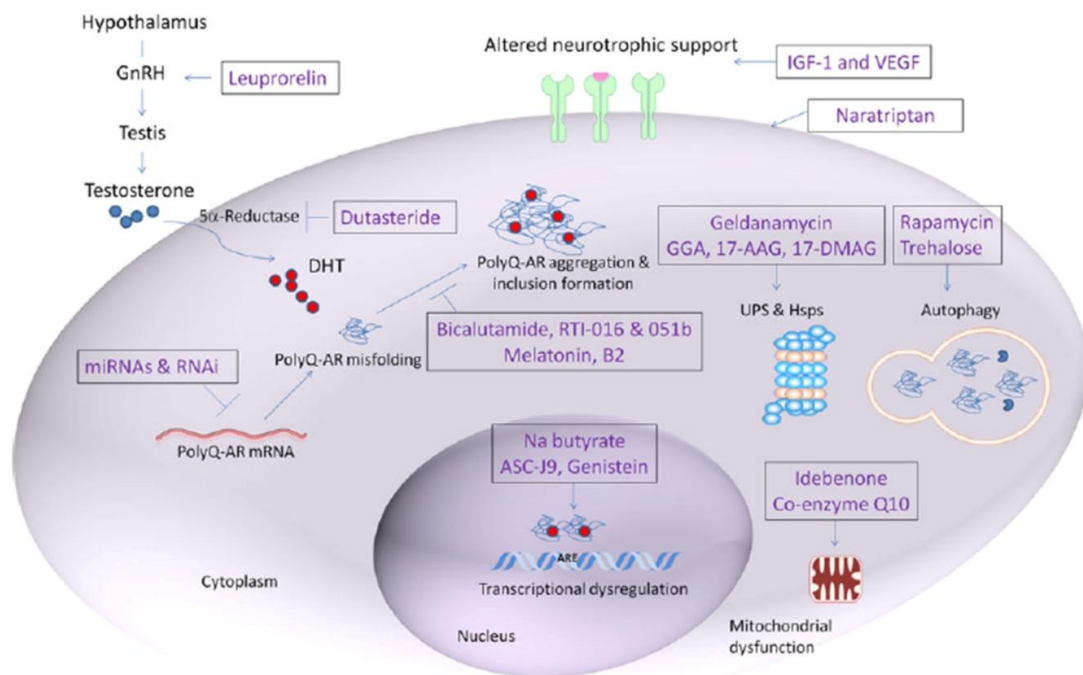 Hypothalamus
GnRH
Leuprorelin
Testis
Testosterone
5α-Reductase
Dutasteride
DHT
Altered neurotrophic support
IGF-1 and VEGF
Naratriptan
PolyQ-AR aggregation &
inclusion formation
Bicalutamide, RTI-016 & 051b
Melatonin, B2
PolyQ-AR misfolding
miRNAs & RNAi
PolyQ-AR mRNA
Geldanamycin
GGA, 17-AAG, 17-DMAG
UPS & Hsps
Rapamycin
Trehalose
Autophagy
Na butyrate
ASC-J9, Genistein
ARE
Transcriptional dysregulation
Nucleus
Cytoplasm
Idebenone
Co-enzyme Q10
Mitochondrial
dysfunction